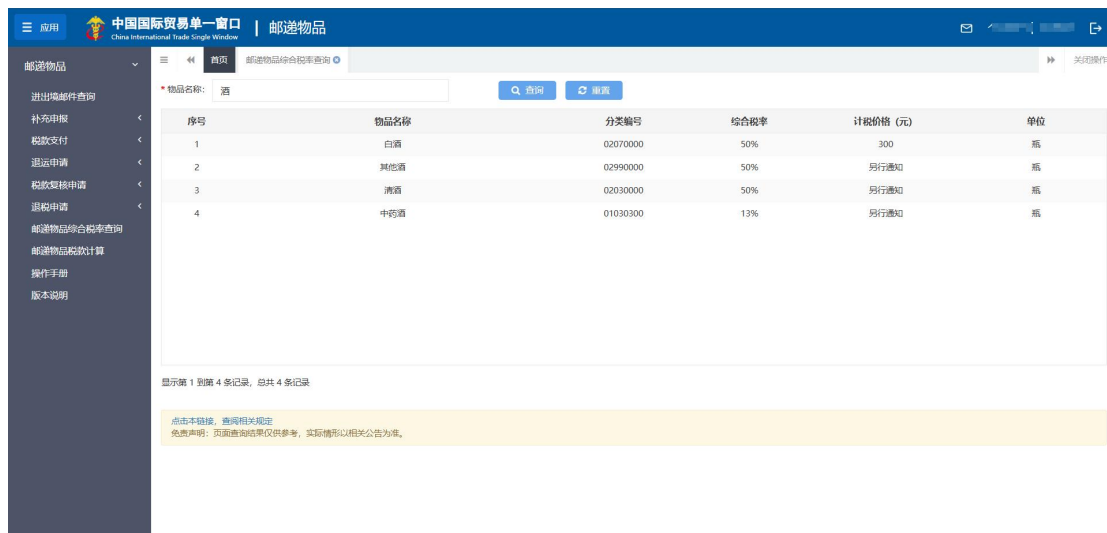 应用
中国国际贸易单一窗口
China International Trade Single Window
邮递物品
邮递物品
首页
邮递物品综合税率查询
关闭操作
进出境邮件查询
补充申报
税款支付
退运申请
税款复核申请
退税申请
邮递物品综合税率查询
邮递物品税款计算
操作手册
版本说明
* 物品名称: 酒 查询 重置
序号 物品名称 分类编号 综合税率 计税价格 (元) 单位
1 白酒 02070000 50% 300 瓶
2 其他酒 02990000 50% 另行通知 瓶
3 清酒 02030000 50% 另行通知 瓶
4 中药酒 01030300 13% 另行通知 瓶
显示第 1 到第 4 条记录, 总共 4 条记录
点击本链接, 查阅相关规定
免责声明: 页面查询结果仅供参考, 实际情形以相关公告为准。